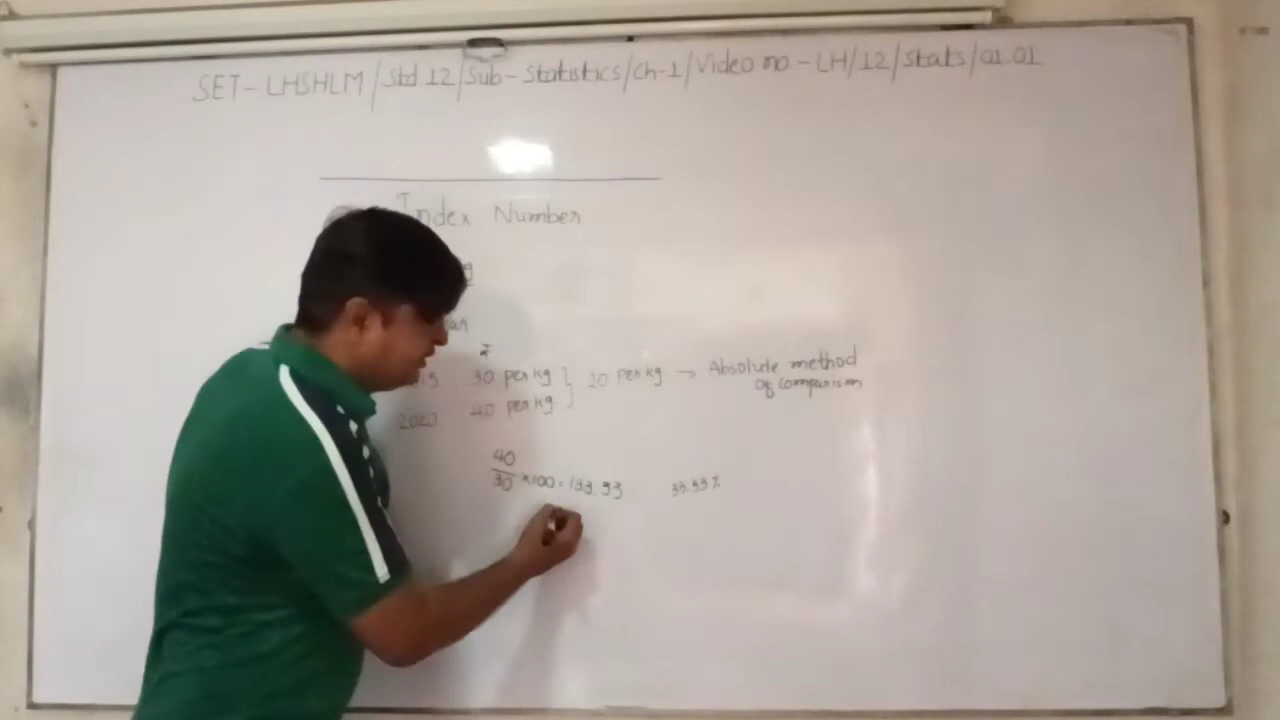 SET-LHSHLM/Std 12/Sub-Statistics/Ch-1/Video no-LH/12/Stats/01.01
Index Number
₹
30 per kg } 10 per kg → Absolute method
of comparison
2020 40 per kg.
40
30 ×100 = 133.33 33.33%